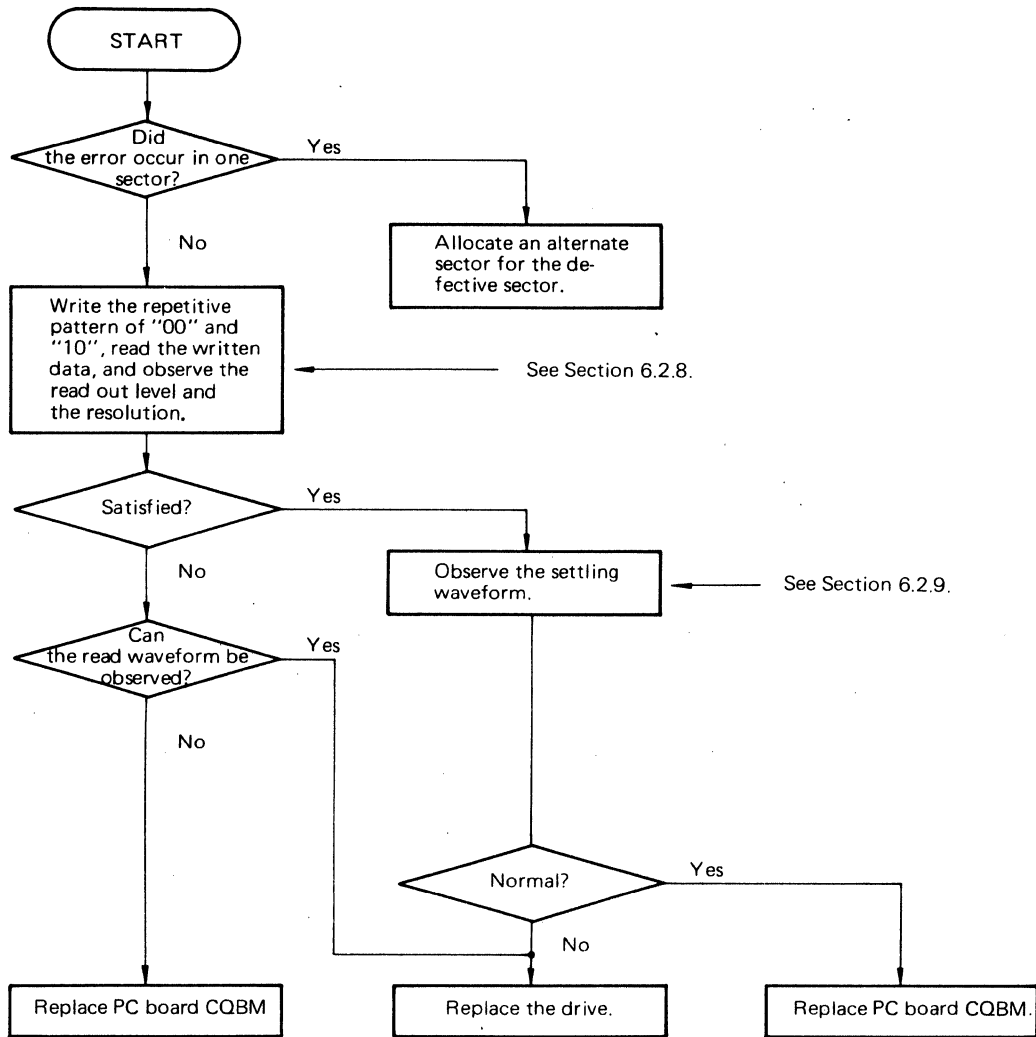 START
Did
the error occur in one
sector?
Yes
No
Allocate an alternate
sector for the de-
fective sector.
Write the repetitive
pattern of "00" and
"10", read the written
data, and observe the
read out level and
the resolution.
See Section 6.2.8.
Satisfied?
Yes
No
Observe the settling
waveform.
See Section 6.2.9.
Can
the read waveform be
observed?
Yes
No
Normal?
Yes
No
Replace PC board CQBM
Replace the drive.
Replace PC board CQBM.